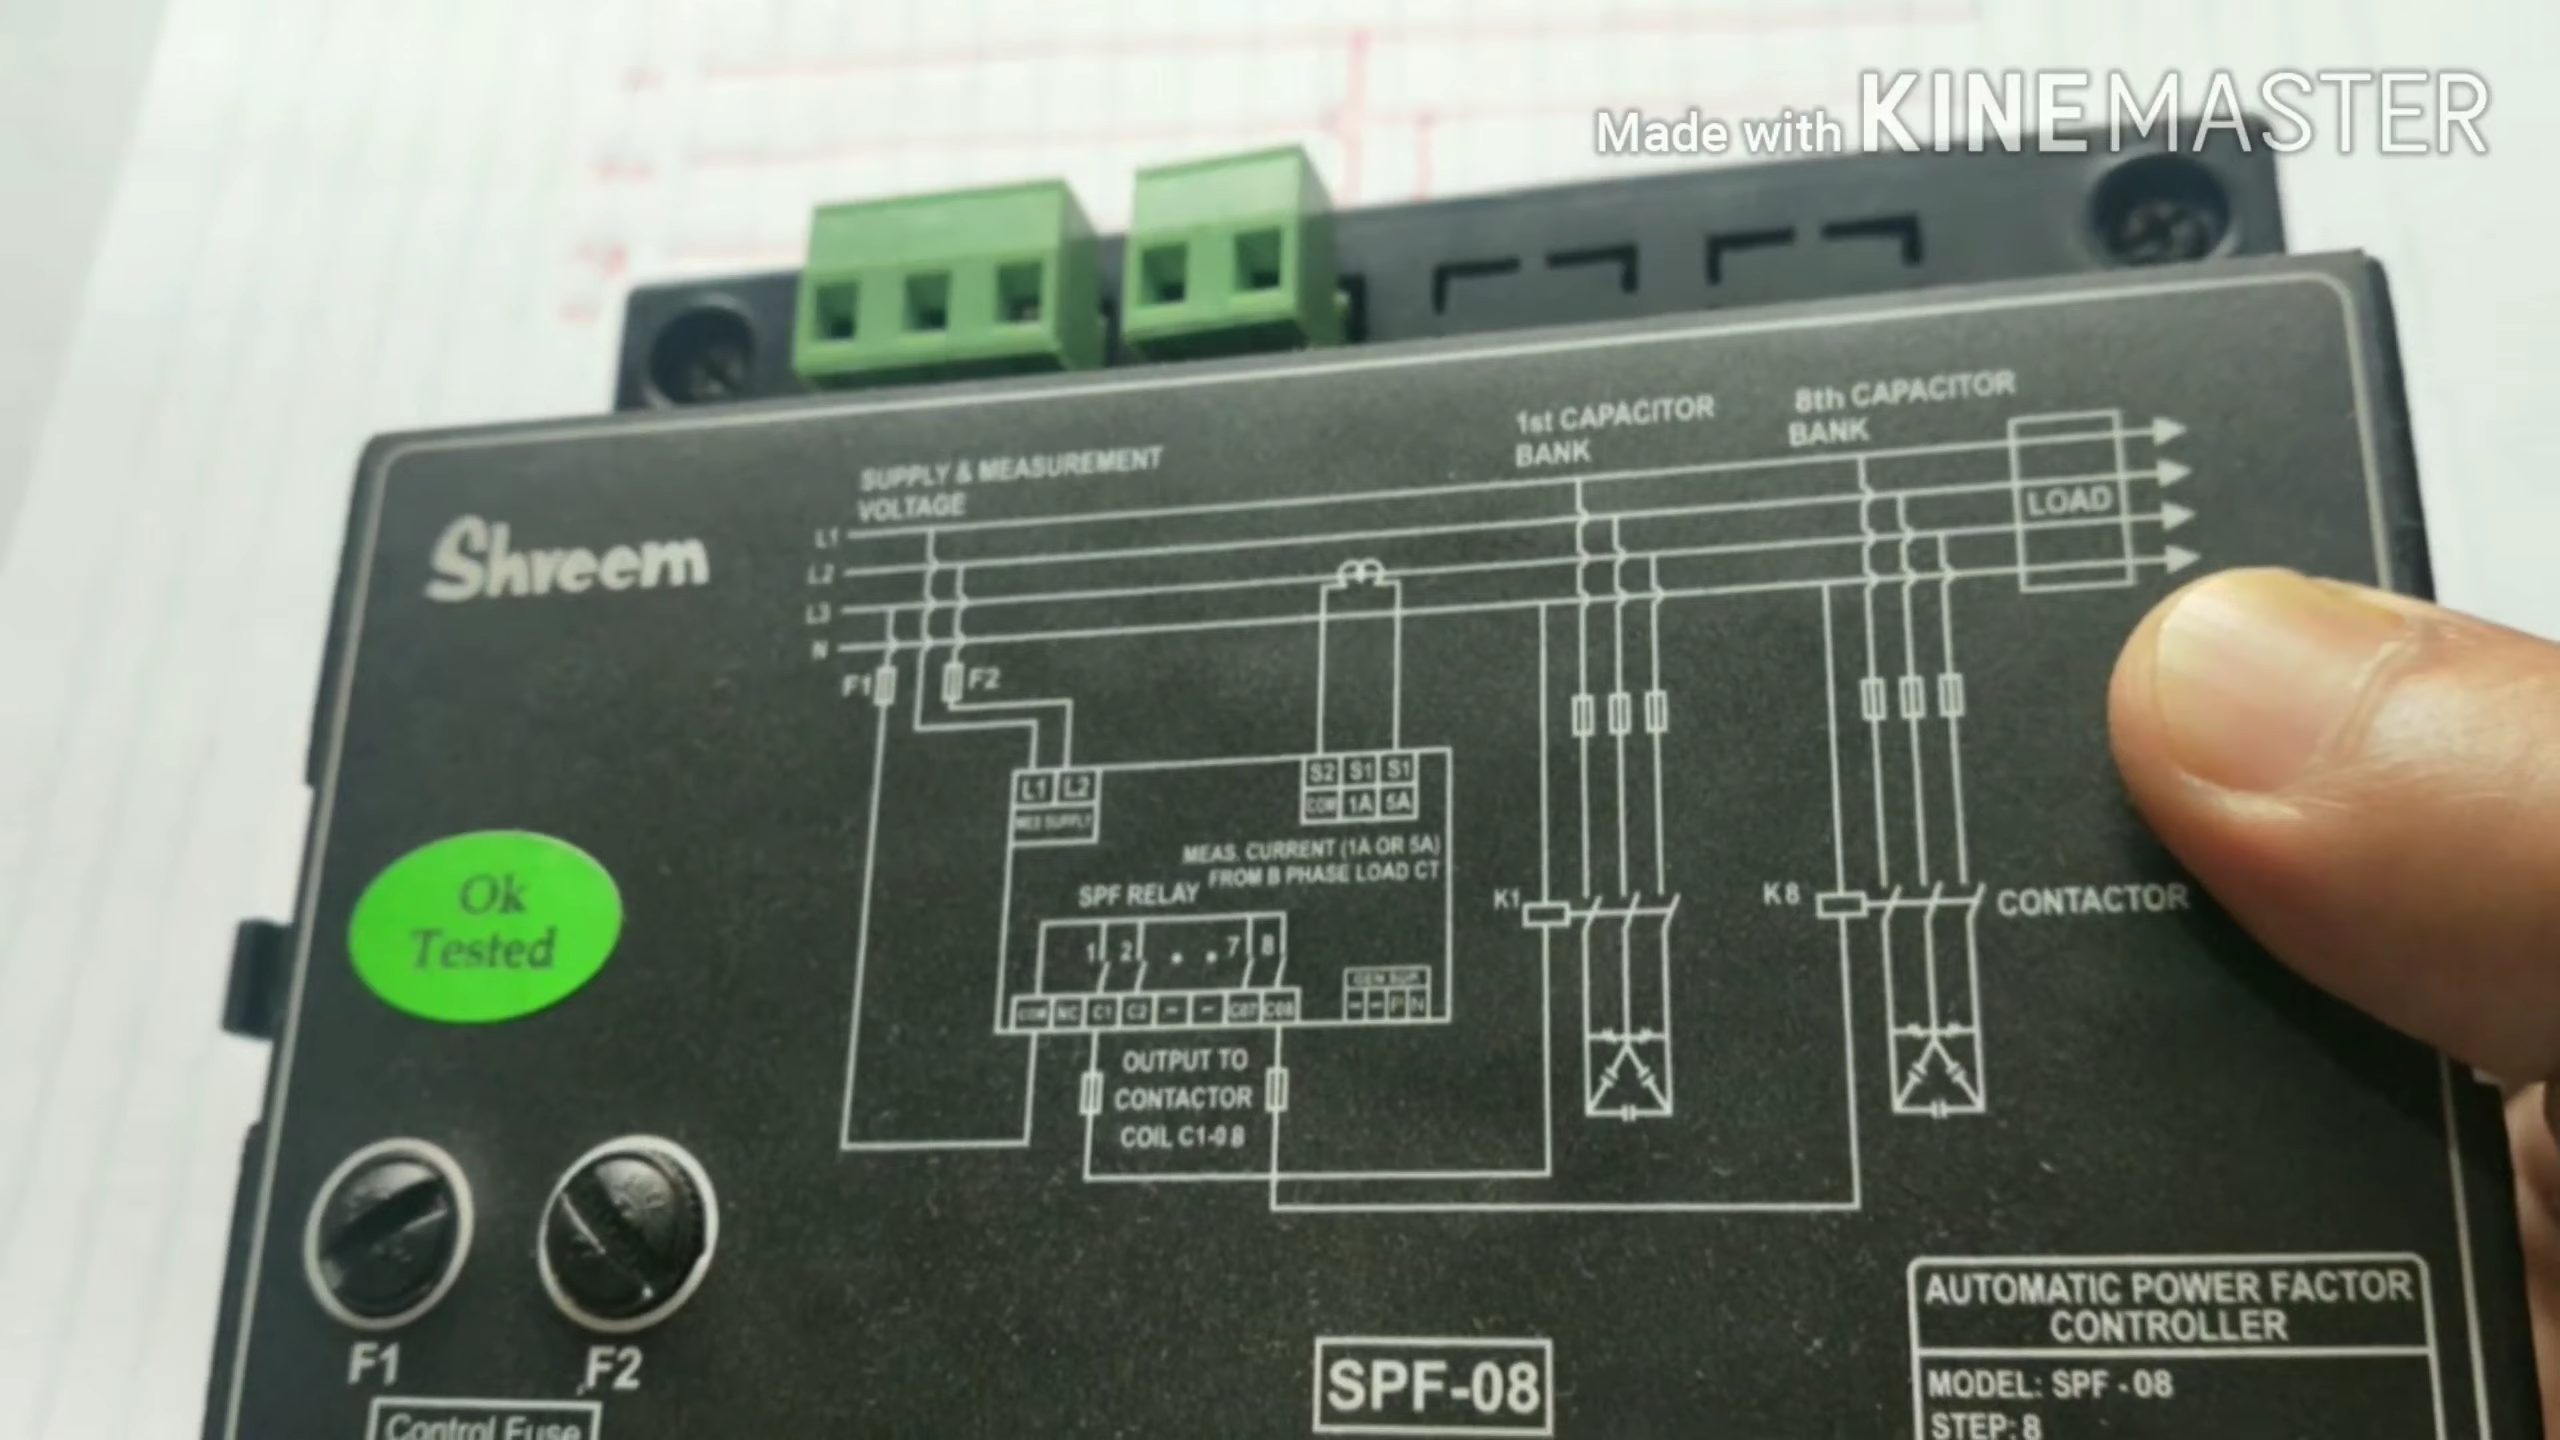 Made with KINEMASTER
Shreem
SUPPLY & MEASUREMENT
VOLTAGE
1st CAPACITOR
BANK
8th CAPACITOR
BANK
L1
L2
L3
N
LOAD
F1
F2
L1 L2
S2 S1 S1
COM 1A 5A
MEAS. CURRENT (1A OR 5A)
FROM B PHASE LOAD CT
SPF RELAY
K1
K8
CONTACTOR
1 2 . . 7 8
COM NC C1 C2 – – C07 C08
– – P N
OUTPUT TO
CONTACTOR
COIL C1-08
Ok
Tested
F1
F2
Control Fuse
SPF-08
AUTOMATIC POWER FACTOR
CONTROLLER
MODEL: SPF - 08
STEP: 8